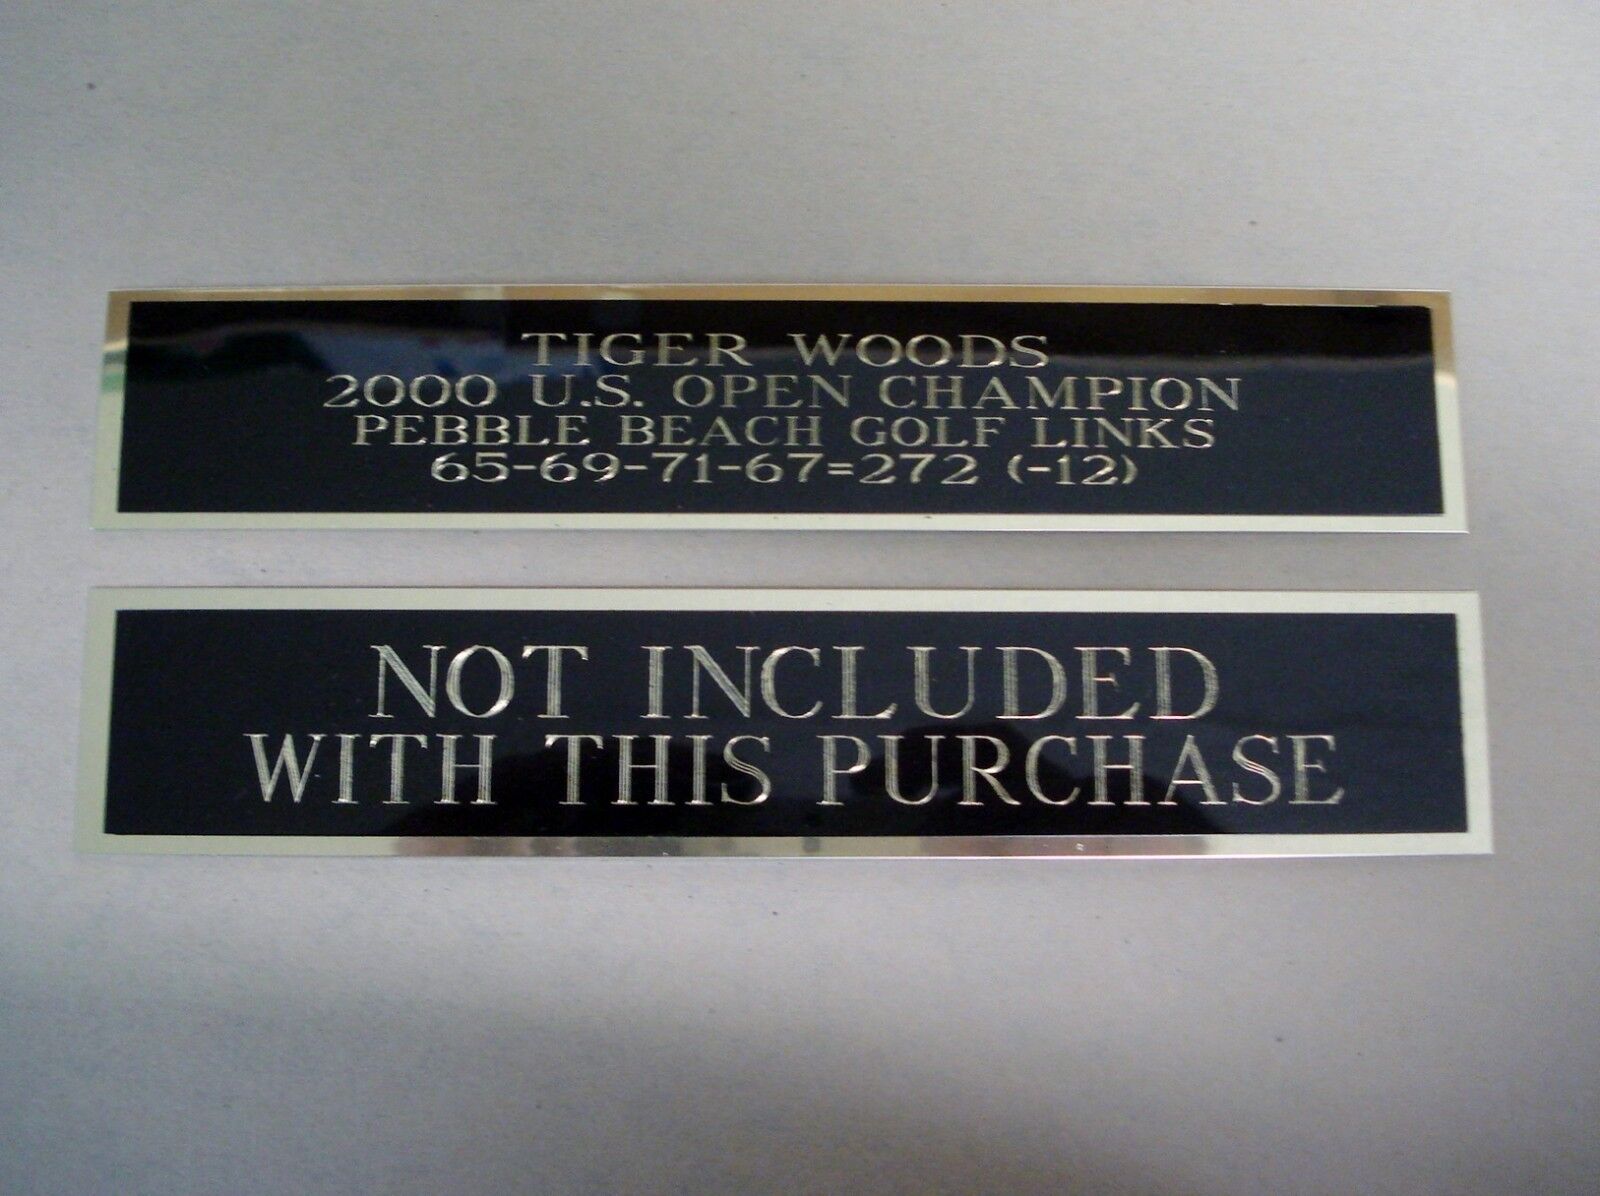 TIGER WOODS
2000 U.S. OPEN CHAMPION
PEBBLE BEACH GOLF LINKS
65-69-71-67=272 (-12)
NOT INCLUDED
WITH THIS PURCHASE